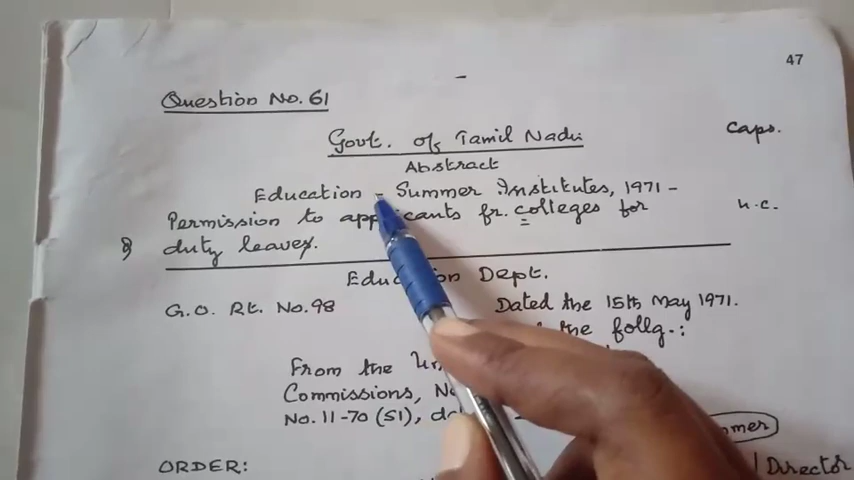 47
Question No. 61
Govt. of Tamil Nadu caps.
Abstract
Education - Summer Institutes, 1971 -
Permission to applicants fr. colleges for u.c.
duty leave.
Education Dept.
G.O. Rt. No. 98 Dated the 15th May 1971.
the follg.:
From the
Commissions,
No. 11-70 (S1),
ORDER: Director